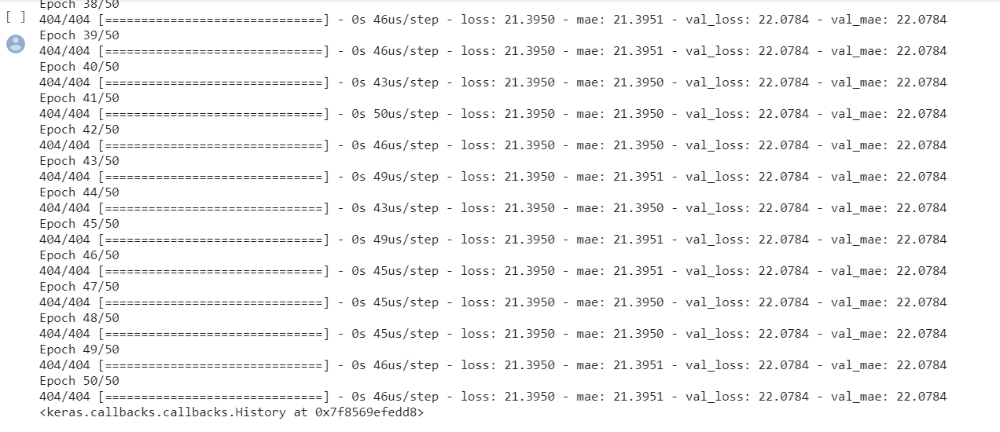 Epoch 38/50
[ ] 404/404 [==============================] - 0s 46us/step - loss: 21.3950 - mae: 21.3951 - val_loss: 22.0784 - val_mae: 22.0784
Epoch 39/50
404/404 [==============================] - 0s 46us/step - loss: 21.3950 - mae: 21.3951 - val_loss: 22.0784 - val_mae: 22.0784
Epoch 40/50
404/404 [==============================] - 0s 43us/step - loss: 21.3950 - mae: 21.3950 - val_loss: 22.0784 - val_mae: 22.0784
Epoch 41/50
404/404 [==============================] - 0s 50us/step - loss: 21.3950 - mae: 21.3950 - val_loss: 22.0784 - val_mae: 22.0784
Epoch 42/50
404/404 [==============================] - 0s 46us/step - loss: 21.3950 - mae: 21.3950 - val_loss: 22.0784 - val_mae: 22.0784
Epoch 43/50
404/404 [==============================] - 0s 49us/step - loss: 21.3950 - mae: 21.3951 - val_loss: 22.0784 - val_mae: 22.0784
Epoch 44/50
404/404 [==============================] - 0s 43us/step - loss: 21.3950 - mae: 21.3950 - val_loss: 22.0784 - val_mae: 22.0784
Epoch 45/50
404/404 [==============================] - 0s 49us/step - loss: 21.3950 - mae: 21.3951 - val_loss: 22.0784 - val_mae: 22.0784
Epoch 46/50
404/404 [==============================] - 0s 45us/step - loss: 21.3950 - mae: 21.3951 - val_loss: 22.0784 - val_mae: 22.0784
Epoch 47/50
404/404 [==============================] - 0s 45us/step - loss: 21.3950 - mae: 21.3950 - val_loss: 22.0784 - val_mae: 22.0784
Epoch 48/50
404/404 [==============================] - 0s 45us/step - loss: 21.3950 - mae: 21.3951 - val_loss: 22.0784 - val_mae: 22.0784
Epoch 49/50
404/404 [==============================] - 0s 46us/step - loss: 21.3950 - mae: 21.3951 - val_loss: 22.0784 - val_mae: 22.0784
Epoch 50/50
404/404 [==============================] - 0s 46us/step - loss: 21.3950 - mae: 21.3951 - val_loss: 22.0784 - val_mae: 22.0784
<keras.callbacks.callbacks.History at 0x7f8569efedd8>